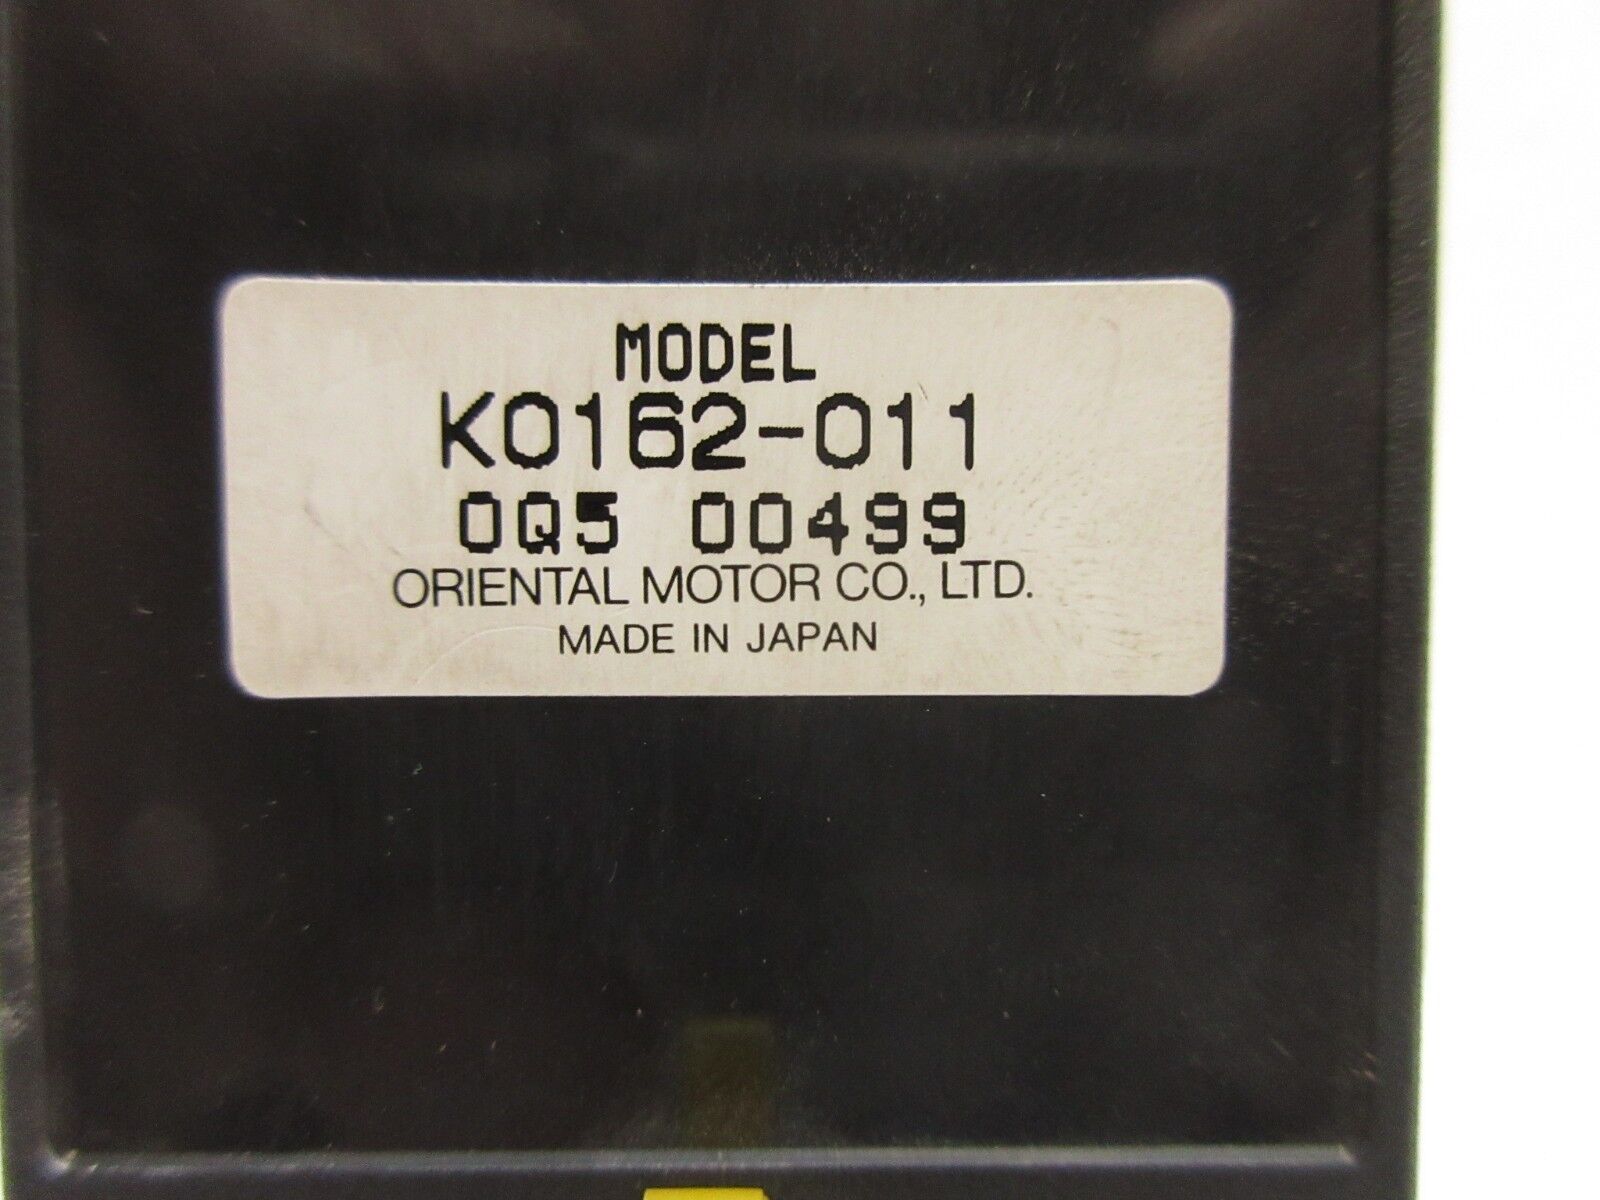 MODEL
K0162-011
0Q5 00499
ORIENTAL MOTOR CO., LTD.
MADE IN JAPAN